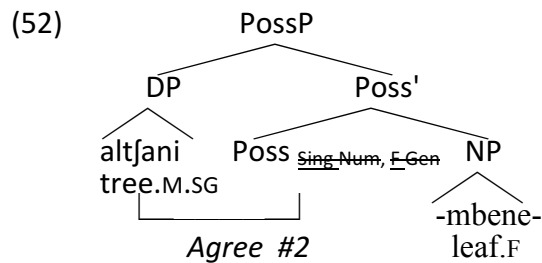 (52) PossP
DP Poss'
altʃani Poss Sing Num, F Gen NP
tree.M.SG
-mbene-
Agree #2 leaf.F